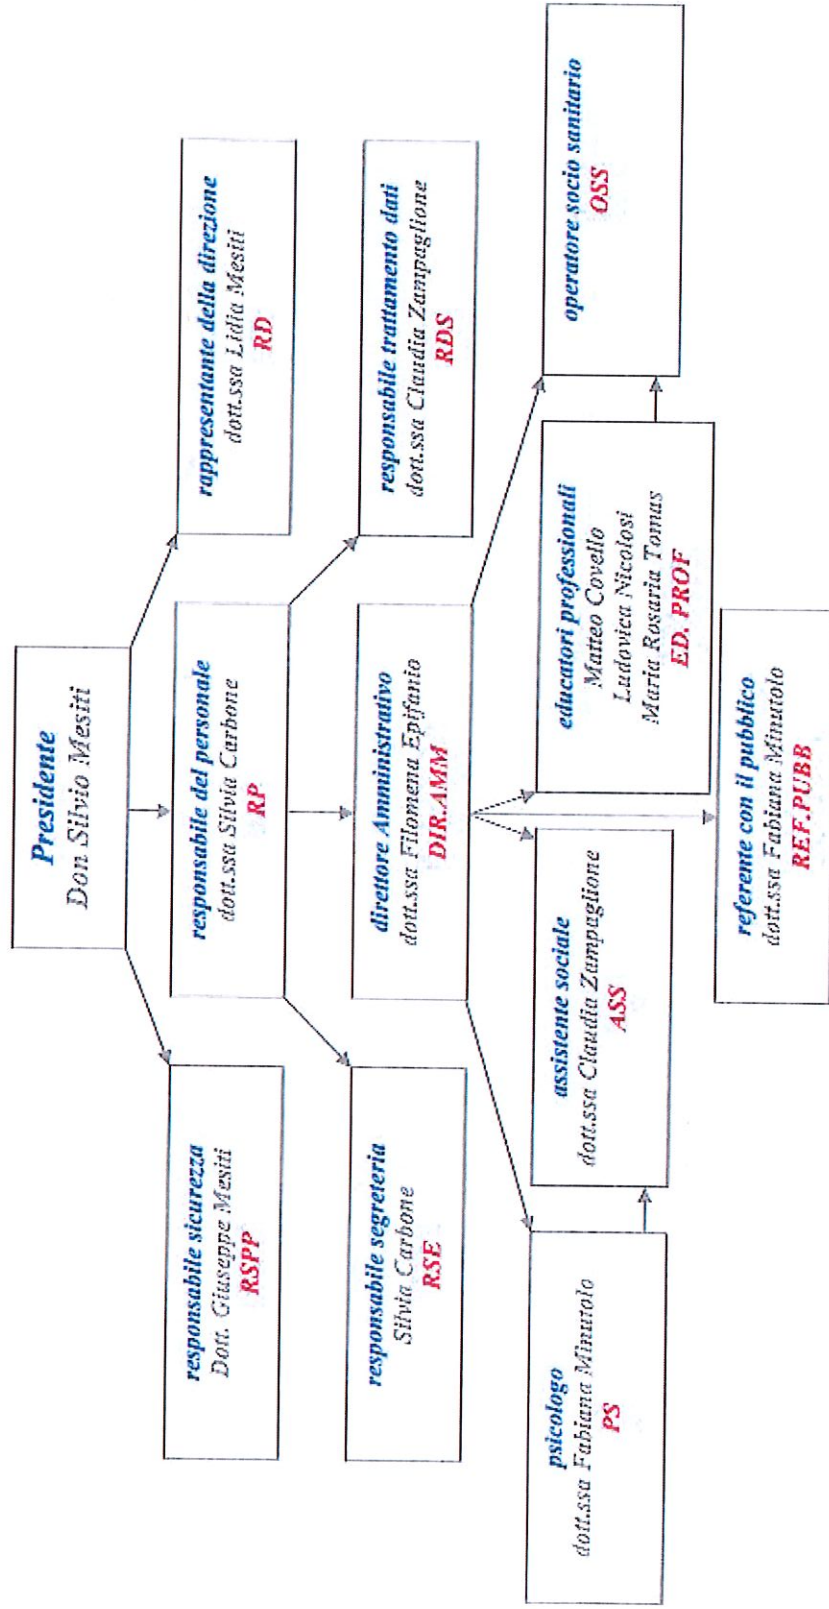 Presidente
Don Silvio Mesiti
responsabile sicurezza
Dott. Giuseppe Mesiti
RSPP
responsabile del personale
dott.ssa Silvia Carbone
RP
rappresentante della direzione
dott.ssa Lidia Mesiti
RD
responsabile segreteria
Silvia Carbone
RSE
direttore Amministrativo
dott.ssa Filomena Epifanio
DIR.AMM
responsabile trattamento dati
dott.ssa Claudia Zampaglione
RDS
psicologo
dott.ssa Fabiana Minutolo
PS
assistente sociale
dott.ssa Claudia Zampaglione
ASS
educatori professionali
Matteo Covello
Ludovica Nicolosi
Maria Rosaria Tomas
ED. PROF
operatore socio sanitario
OSS
referente con il pubblico
dott.ssa Fabiana Minutolo
REF.PUBB